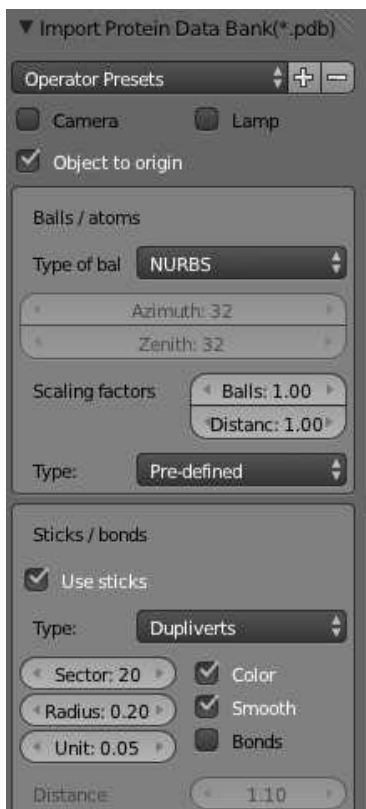 Import Protein Data Bank(*.pdb)
Operator Presets
Camera Lamp
Object to origin
Balls / atoms
Type of bal NURBS
Azimuth: 32
Zenith: 32
Scaling factors Balls: 1.00
Distanc: 1.00
Type: Pre-defined
Sticks / bonds
Use sticks
Type: Dupliverts
Sector: 20 Color
Radius: 0.20 Smooth
Unit: 0.05 Bonds
Distance 1.10